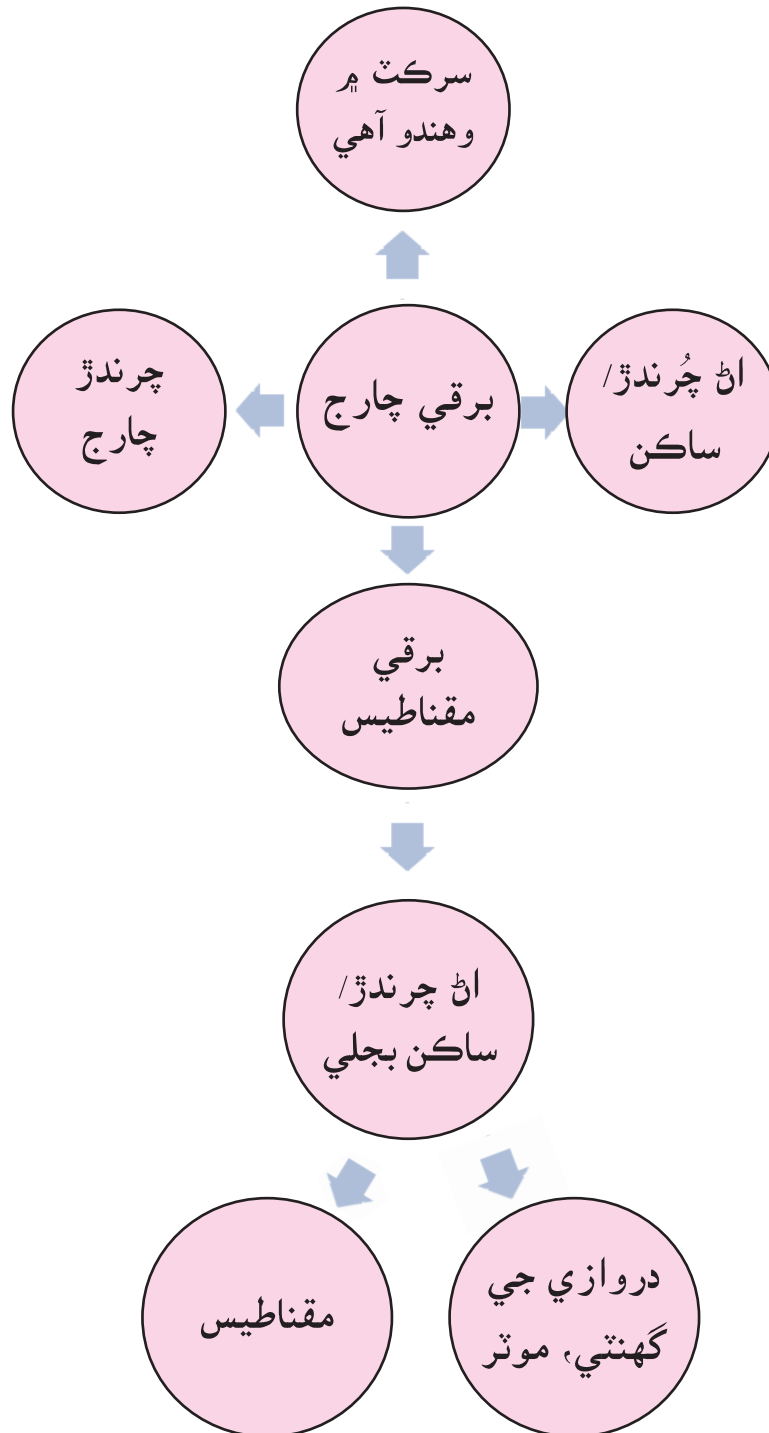 سرڪٽ ۾
وهندو آهي
اڻ چُرندڙ/
ساڪن
برقي چارج
چرندڙ
چارج
برقي
مقناطيس
اڻ چرندڙ/
ساڪن بجلي
دروازي جي
گهنٽي، موٽر
مقناطيس